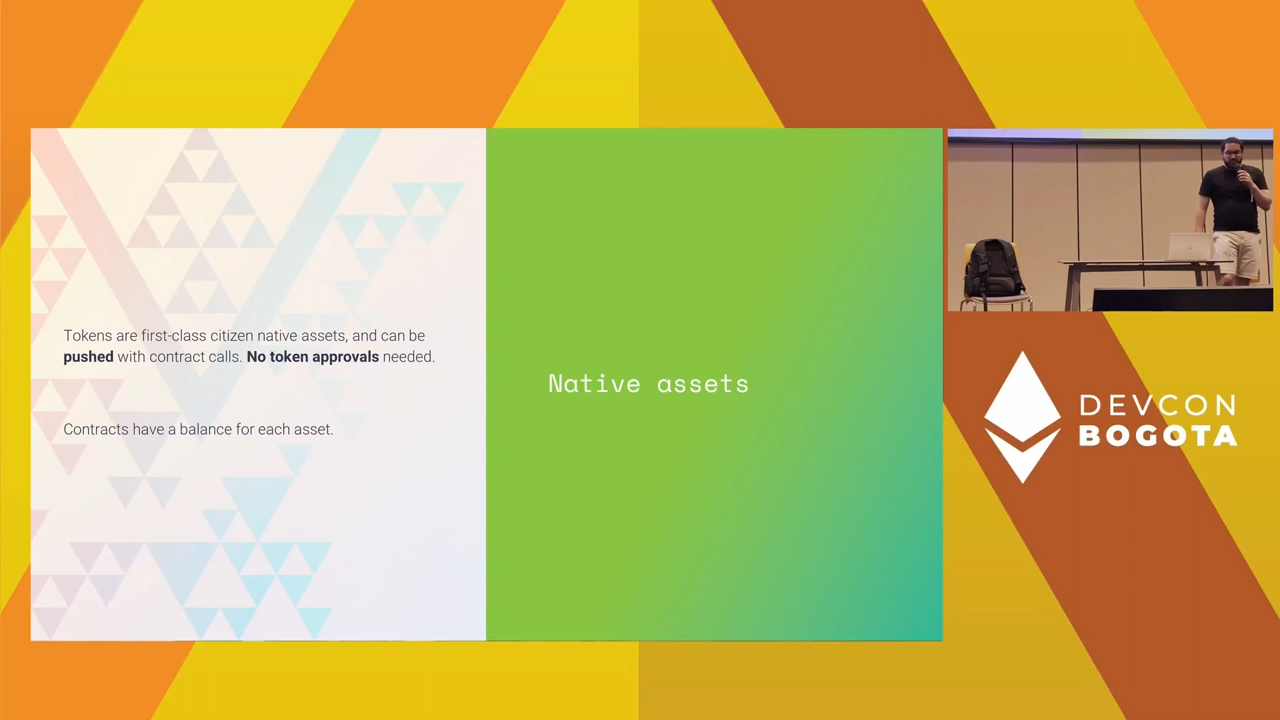 Tokens are first-class citizen native assets, and can be
pushed with contract calls. No token approvals needed.
Contracts have a balance for each asset.
Native assets
DEVCON
BOGOTA